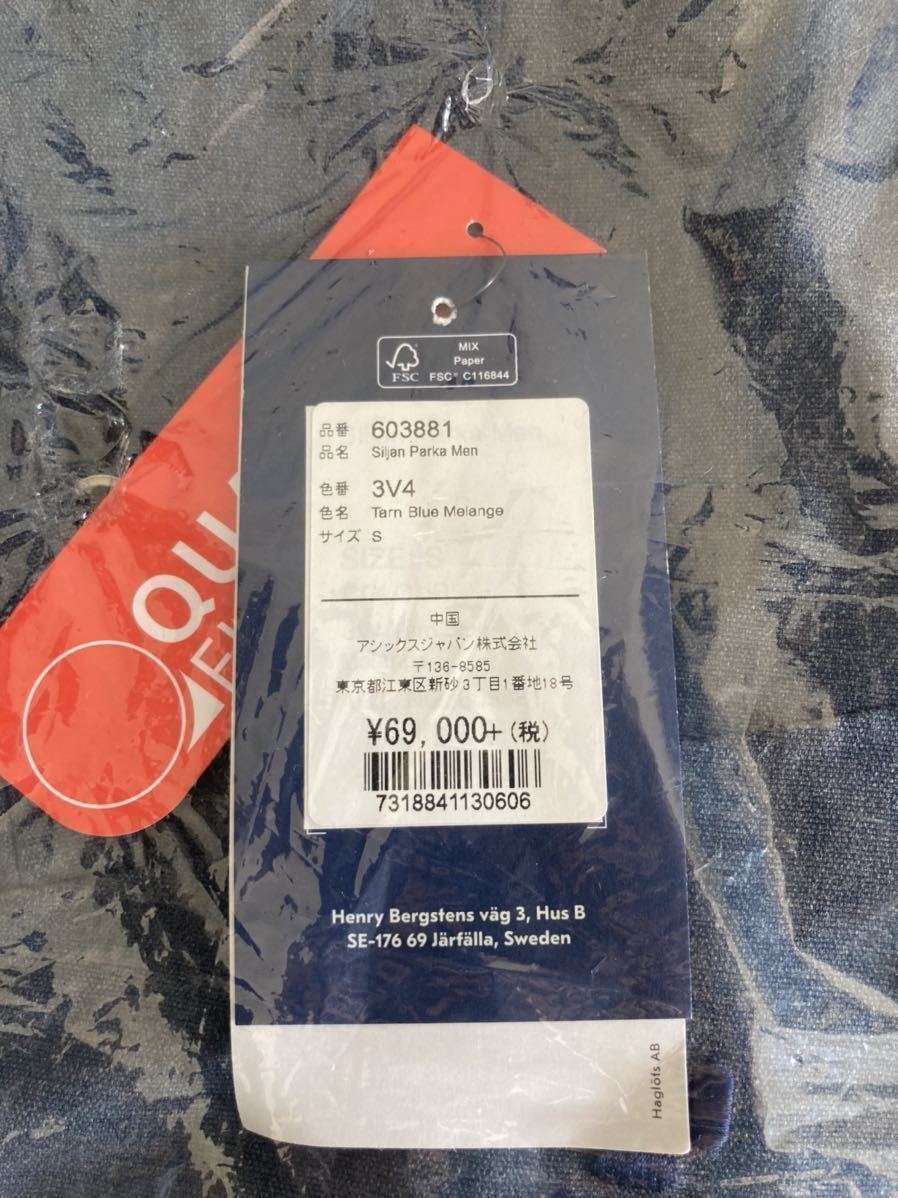 MIX
Paper
FSC
FSC® C116844
品番 603881
品名 Siljan Parka Men
色番 3V4
色名 Tarn Blue Melange
サイズ S
中国
アシックスジャパン株式会社
〒136-8585
東京都江東区新砂3丁目1番地18号
¥69,000+(税)
7318841130606
Henry Bergstens väg 3, Hus B
SE-176 69 Järfälla, Sweden
Haglöfs AB